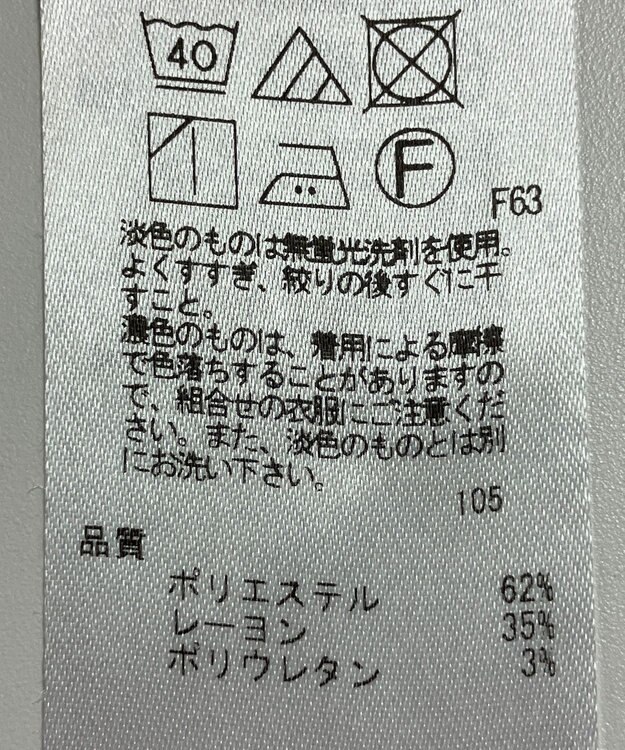 40
F
F63
淡色のものは無蛍光洗剤を使用。
よくすすぎ、絞りの後すぐに干
すこと。
濃色のものは、着用による摩擦
で色落ちすることがありますの
で、組合せの衣服にご注意くだ
さい。また、淡色のものとは別
にお洗い下さい。
105
品質
ポリエステル 62%
レーヨン 35%
ポリウレタン 3%